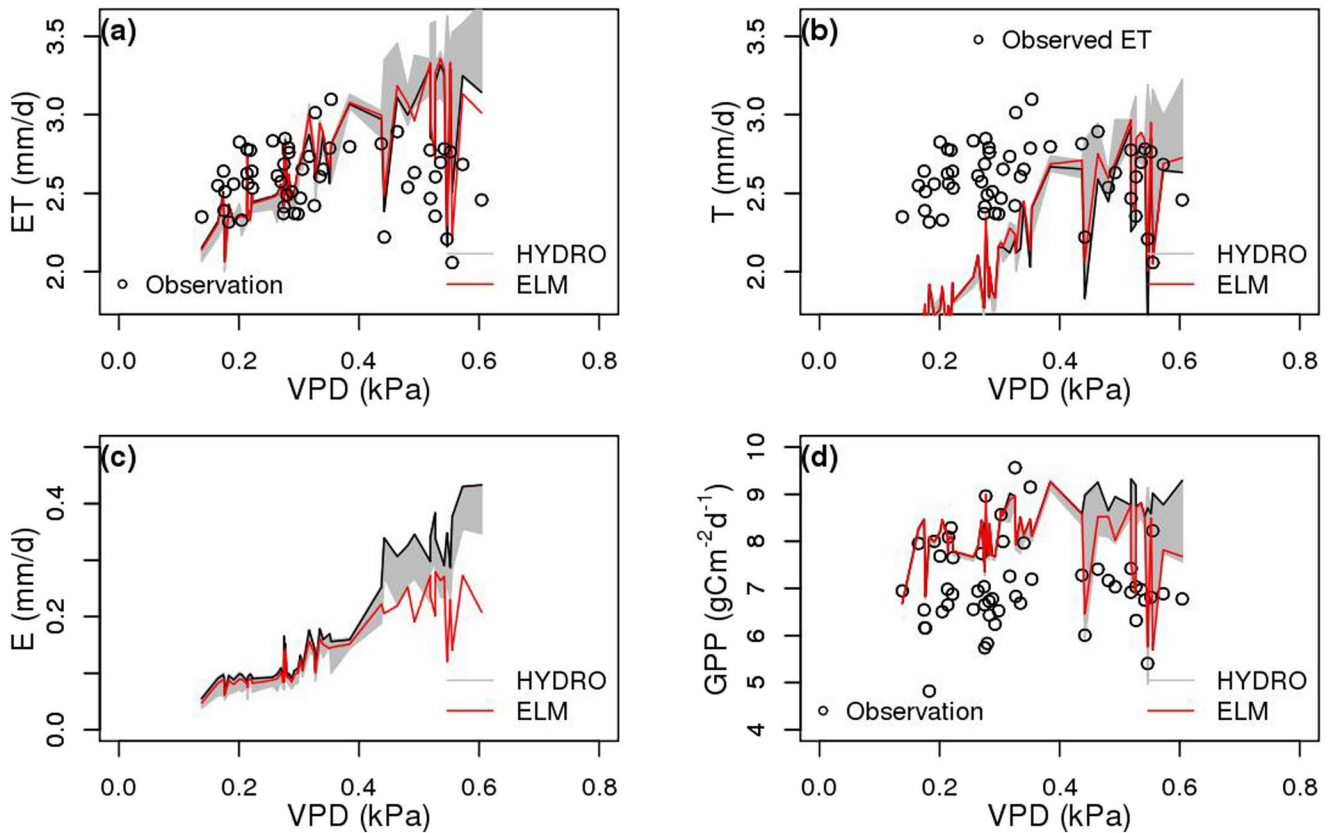 (a)
ET (mm/d)
3.5
3.0
2.5
2.0
HYDRO
ELM
Observation
0.0 0.2 0.4 0.6 0.8
VPD (kPa)
(b)
Observed ET
T (mm/d)
3.5
3.0
2.5
2.0
HYDRO
ELM
0.0 0.2 0.4 0.6 0.8
VPD (kPa)
(c)
E (mm/d)
0.4
0.2
0.0
HYDRO
ELM
0.0 0.2 0.4 0.6 0.8
VPD (kPa)
(d)
GPP (gCm⁻²d⁻¹)
10
9
8
7
6
5
4
HYDRO
ELM
Observation
0.0 0.2 0.4 0.6 0.8
VPD (kPa)